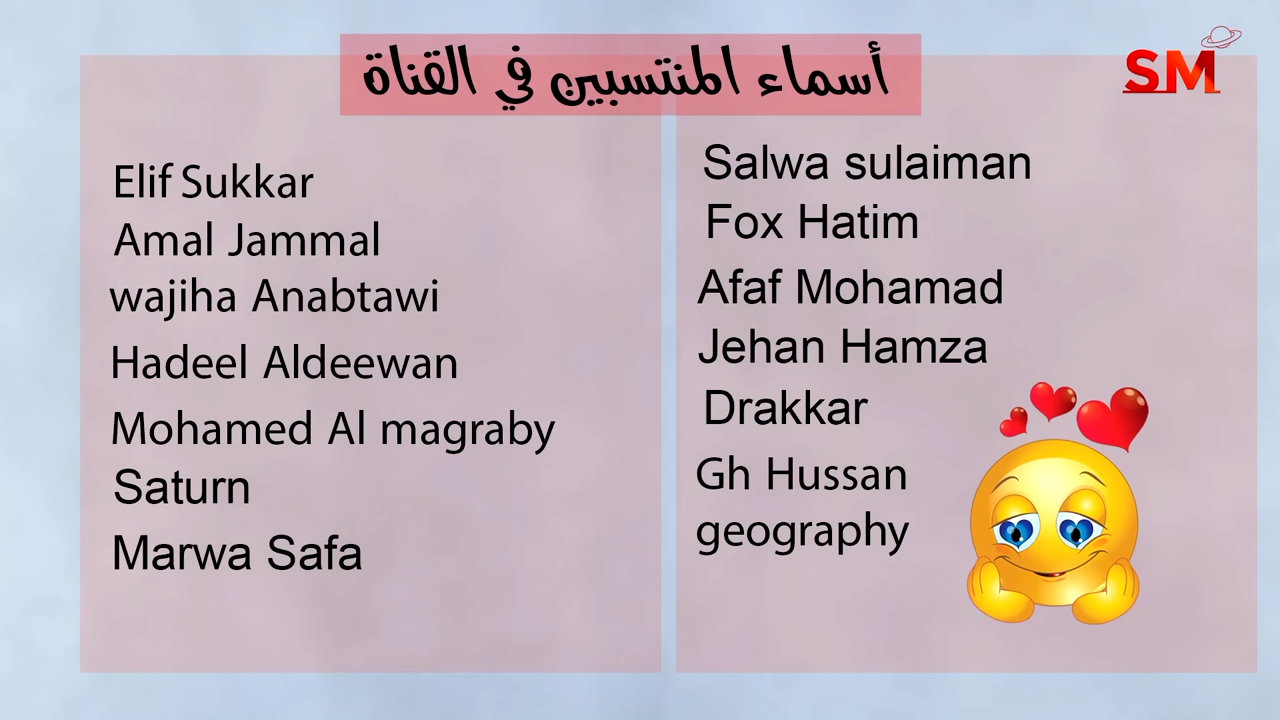 أسماء المنتسبين في القناة
SM
Elif Sukkar
Amal Jammal
wajiha Anabtawi
Hadeel Aldeewan
Mohamed Al magraby
Saturn
Marwa Safa
Salwa sulaiman
Fox Hatim
Afaf Mohamad
Jehan Hamza
Drakkar
Gh Hussan
geography